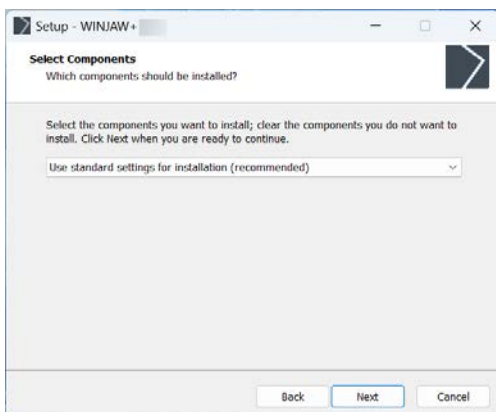 Setup - WINJAW+
Select Components
Which components should be installed?
Select the components you want to install; clear the components you do not want to
install. Click Next when you are ready to continue.
Use standard settings for installation (recommended)
Back Next Cancel